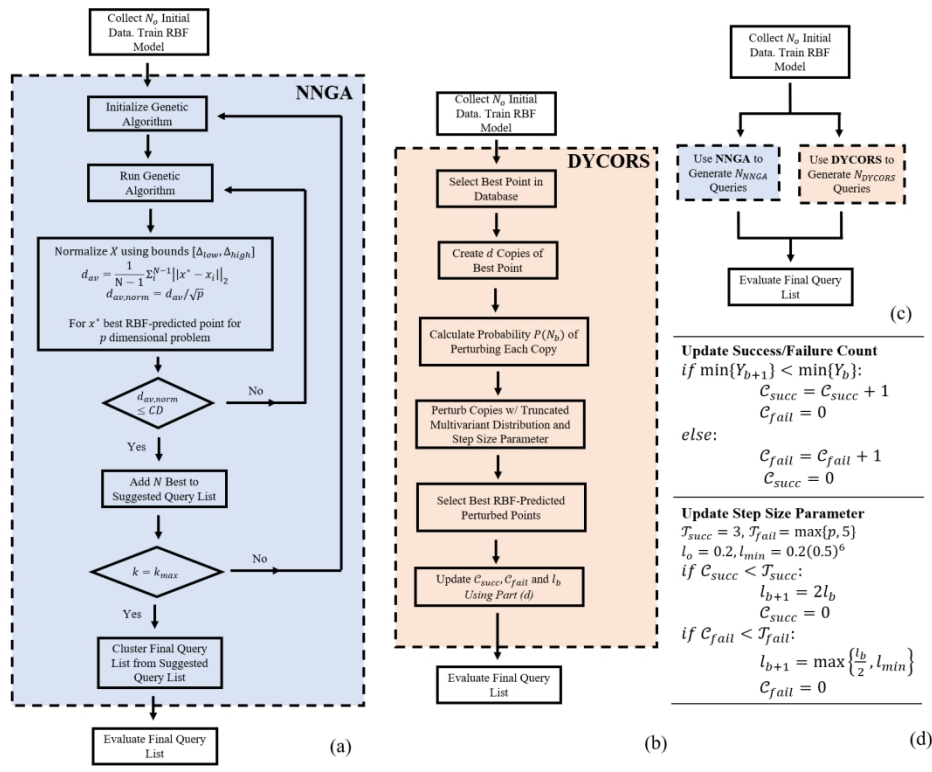 Collect N_o Initial
Data. Train RBF
Model
NNGA
Initialize Genetic
Algorithm
Run Genetic
Algorithm
Normalize X using bounds [Δ_low, Δ_high]
d_av = 1/(N − 1) Σ_i^{N−1} ||x* − x_i||_2
d_av,norm = d_av/√p
For x* best RBF-predicted point for
p dimensional problem
d_av,norm
≤ CD
No
Yes
Add N Best to
Suggested Query List
k = k_max
No
Yes
Cluster Final Query
List from Suggested
Query List
Evaluate Final Query
List
(a)
Collect N_o Initial
Data. Train RBF
Model
DYCORS
Select Best Point in
Database
Create d Copies of
Best Point
Calculate Probability P(N_b) of
Perturbing Each Copy
Perturb Copies w/ Truncated
Multivariant Distribution and
Step Size Parameter
Select Best RBF-Predicted
Perturbed Points
Update C_succ, C_fail and l_b
Using Part (d)
Evaluate Final Query
List
(b)
Collect N_o Initial
Data. Train RBF
Model
Use NNGA to
Generate N_NNGA
Queries
Use DYCORS to
Generate N_DYCORS
Queries
Evaluate Final Query
List
(c)
Update Success/Failure Count
if min{Y_b+1} < min{Y_b}:
C_succ = C_succ + 1
C_fail = 0
else:
C_fail = C_fail + 1
C_succ = 0
Update Step Size Parameter
T_succ = 3, T_fail = max{p, 5}
l_o = 0.2, l_min = 0.2(0.5)^6
if C_succ < T_succ:
l_b+1 = 2l_b
C_succ = 0
if C_fail < T_fail:
l_b+1 = max{l_b/2, l_min}
C_fail = 0
(d)